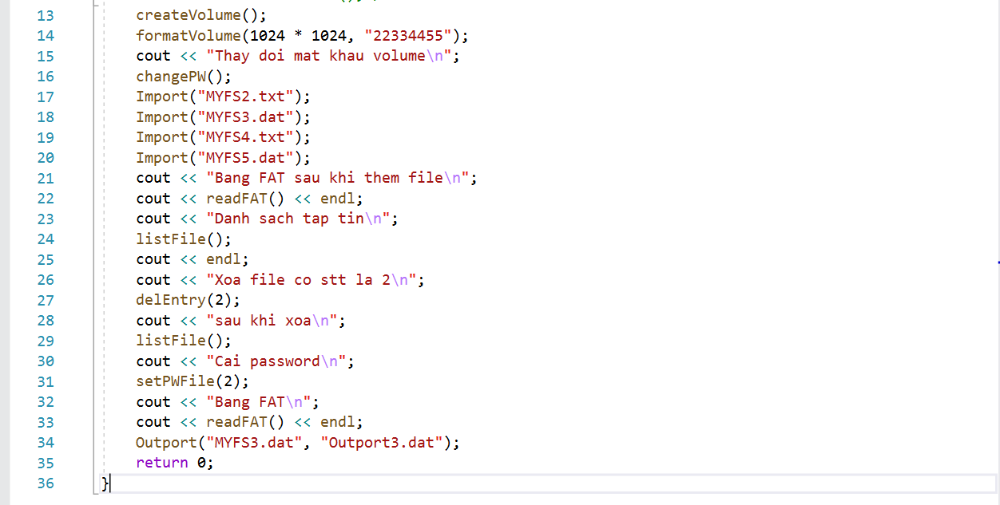 13 createVolume();
14 formatVolume(1024 * 1024, "22334455");
15 cout << "Thay doi mat khau volume\n";
16 changePW();
17 Import("MYFS2.txt");
18 Import("MYFS3.dat");
19 Import("MYFS4.txt");
20 Import("MYFS5.dat");
21 cout << "Bang FAT sau khi them file\n";
22 cout << readFAT() << endl;
23 cout << "Danh sach tap tin\n";
24 listFile();
25 cout << endl;
26 cout << "Xoa file co stt la 2\n";
27 delEntry(2);
28 cout << "sau khi xoa\n";
29 listFile();
30 cout << "Cai password\n";
31 setPWFile(2);
32 cout << "Bang FAT\n";
33 cout << readFAT() << endl;
34 Outport("MYFS3.dat", "Outport3.dat");
35 return 0;
36 }